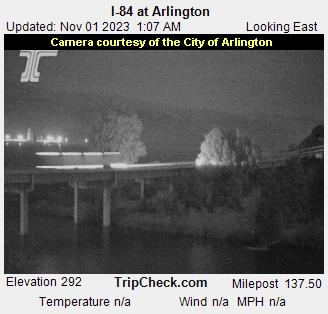 I-84 at Arlington
Updated: Nov 01 2023 1:07 AM Looking East
Camera courtesy of the City of Arlington
Elevation 292 TripCheck.com Milepost 137.50
Temperature n/a Wind n/a MPH n/a